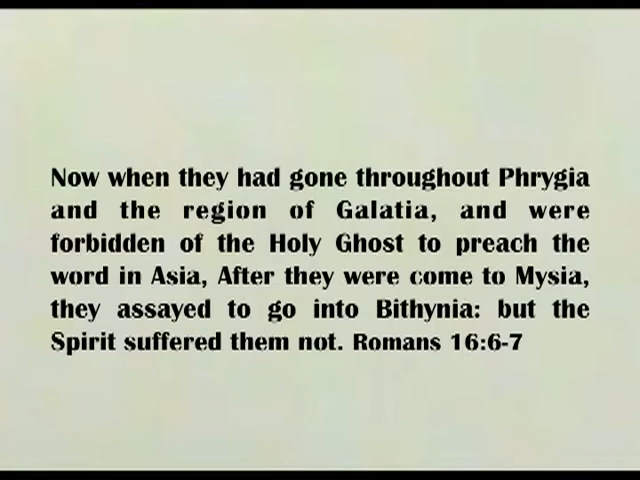 Now when they had gone throughout Phrygia
and the region of Galatia, and were
forbidden of the Holy Ghost to preach the
word in Asia, After they were come to Mysia,
they assayed to go into Bithynia: but the
Spirit suffered them not. Romans 16:6-7